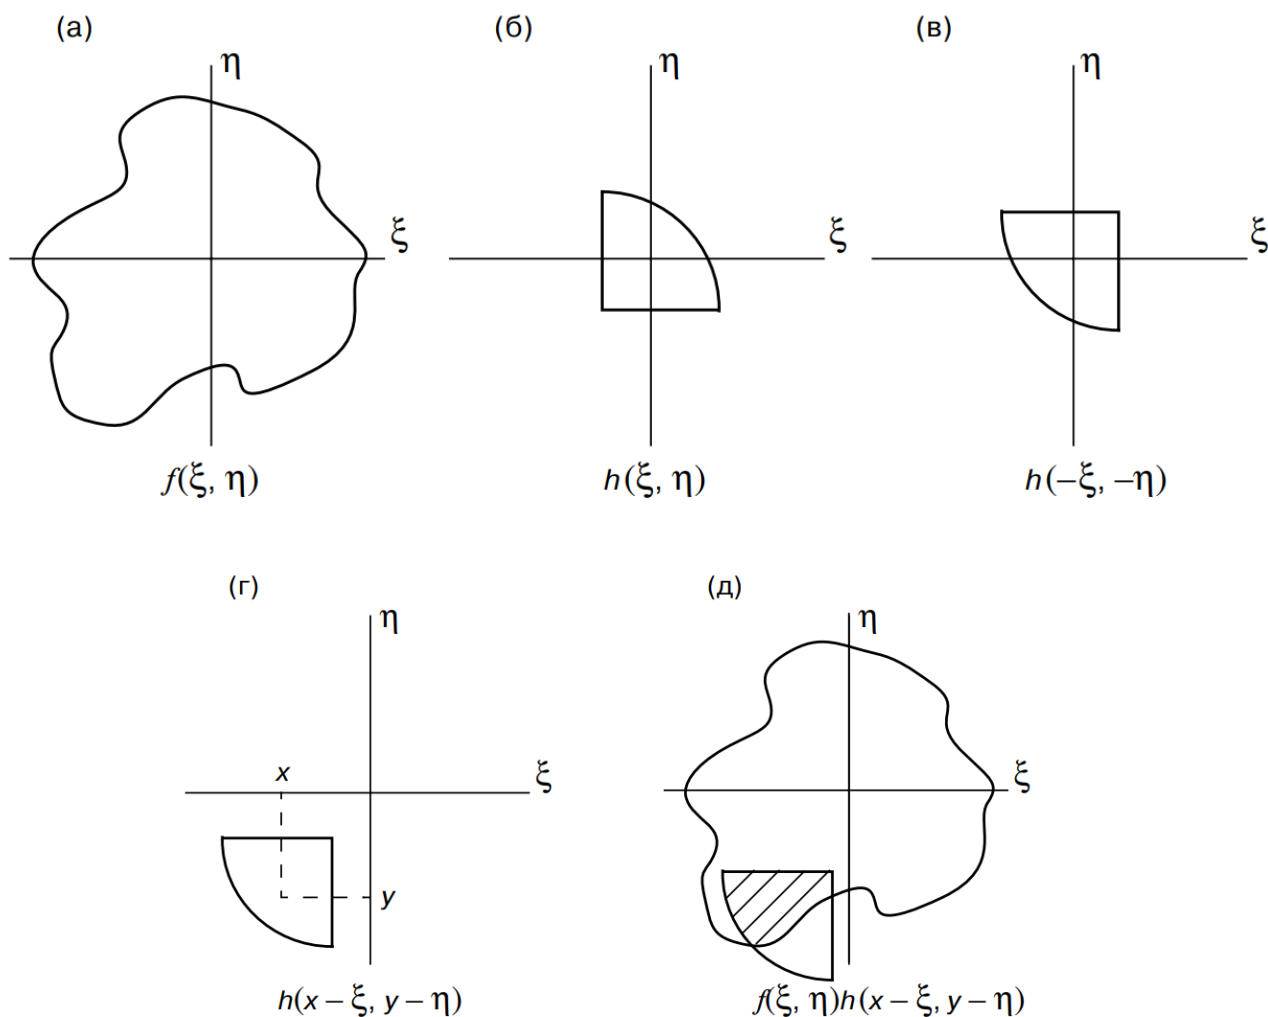 (а)
(б)
(в)
η
η
η
ξ
ξ
ξ
f(ξ, η)
h(ξ, η)
h(−ξ, −η)
(г)
(д)
η
η
x
ξ
ξ
y
h(x − ξ, y − η)
f(ξ, η)h(x − ξ, y − η)